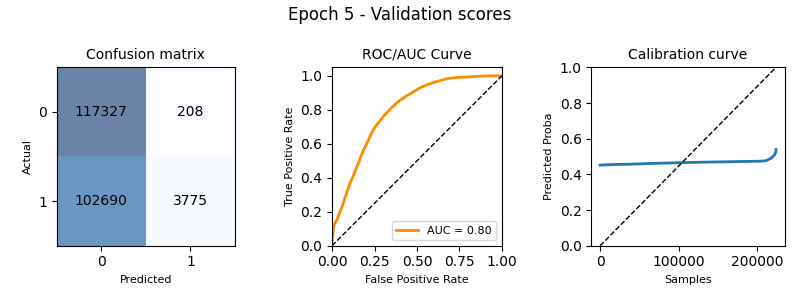 Epoch 5 - Validation scores
Confusion matrix
Actual
0
1
117327 208
102690 3775
0 1
Predicted
ROC/AUC Curve
True Positive Rate
1.0
0.8
0.6
0.4
0.2
0.0
AUC = 0.80
0.00 0.25 0.50 0.75 1.00
False Positive Rate
Calibration curve
Predicted Proba
1.0
0.8
0.6
0.4
0.2
0.0
0 100000 200000
Samples